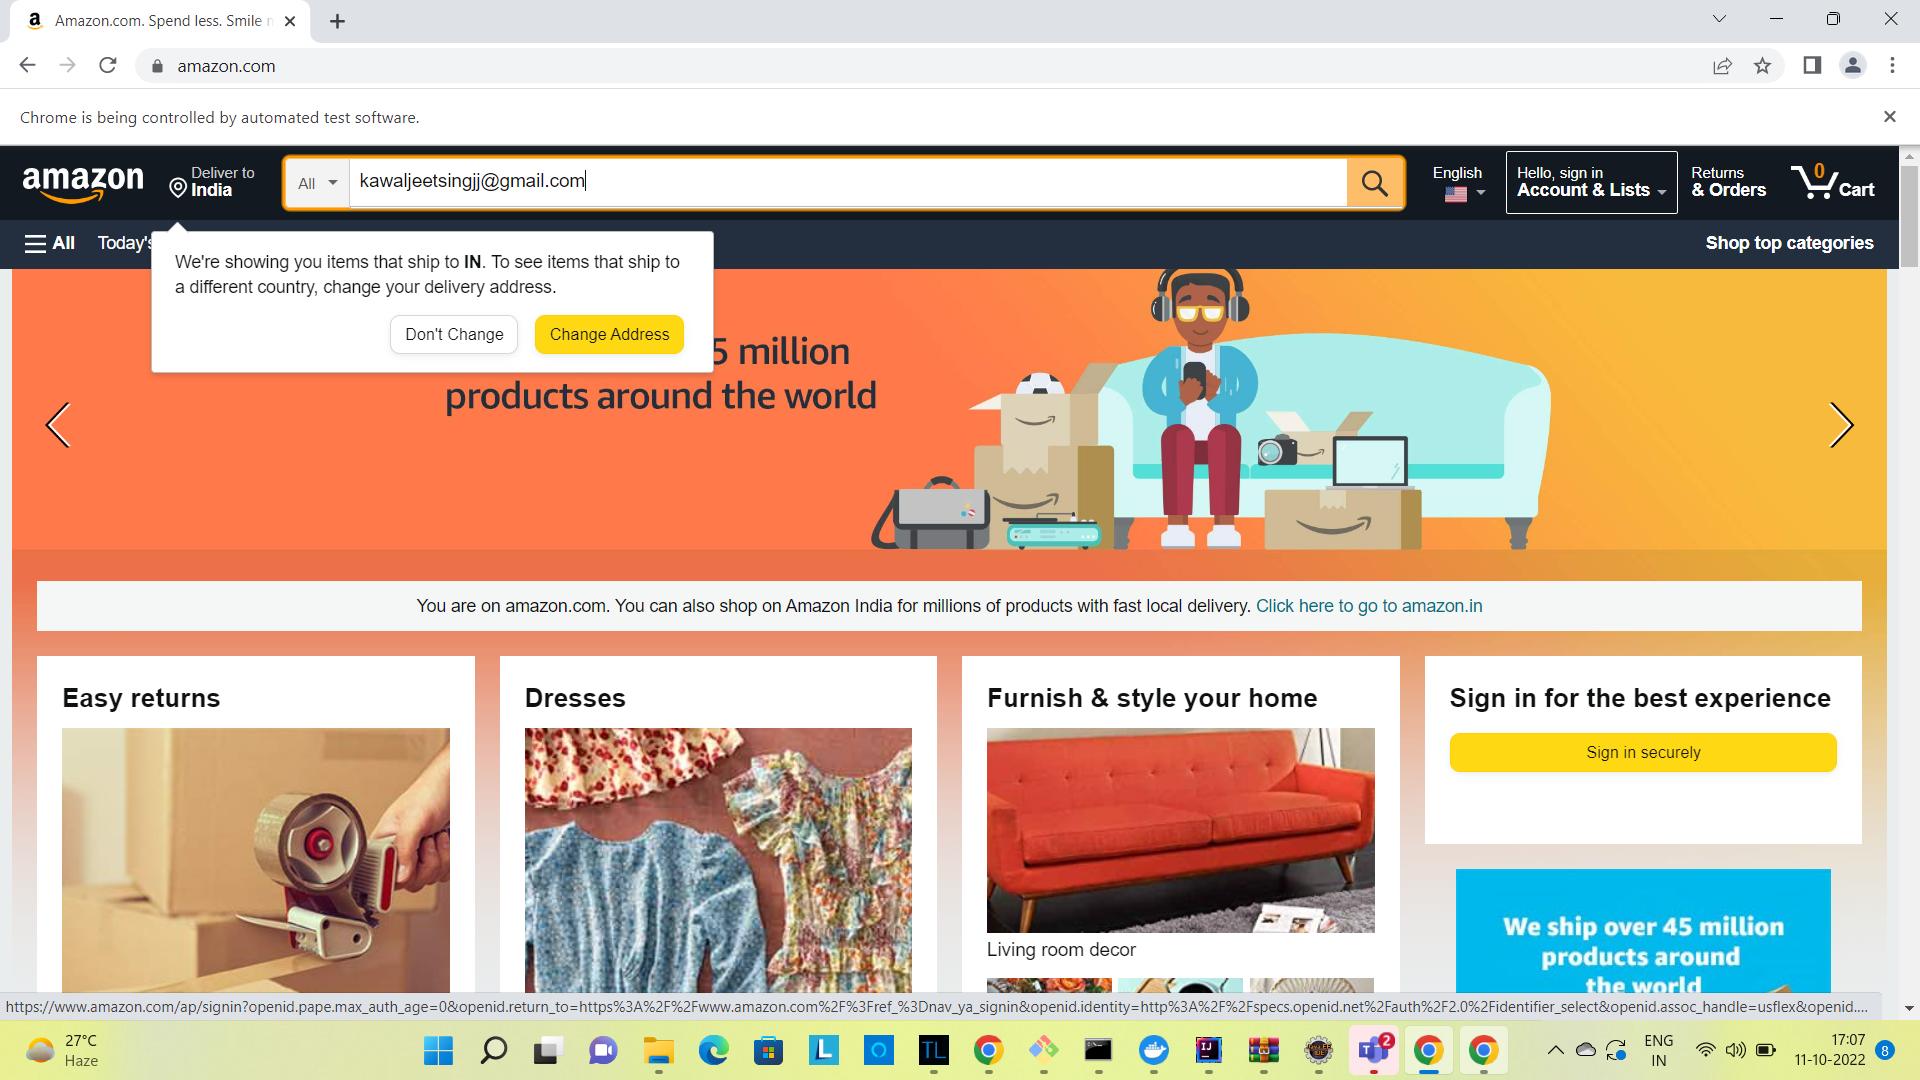 Amazon.com. Spend less. Smile
amazon.com
Chrome is being controlled by automated test software.
amazon
Deliver to
India
All
kawaljeetsingjj@gmail.com
English
Hello, sign in
Account & Lists
Returns
& Orders
0
Cart
All
Today's
Shop top categories
We're showing you items that ship to IN. To see items that ship to
a different country, change your delivery address.
Don't Change
Change Address
5 million
products around the world
You are on amazon.com. You can also shop on Amazon India for millions of products with fast local delivery. Click here to go to amazon.in
Easy returns
Dresses
Furnish & style your home
Sign in for the best experience
Sign in securely
Living room decor
We ship over 45 million
products around
the world
https://www.amazon.com/ap/signin?openid.pape.max_auth_age=0&openid.return_to=https%3A%2F%2Fwww.amazon.com%2F%3Fref_%3Dnav_ya_signin&openid.identity=http%3A%2F%2Fspecs.openid.net%2Fauth%2F2.0%2Fidentifier_select&openid.assoc_handle=usflex&openid....
27°C
Haze
L
TL
IJ
2
ENG
IN
17:07
11-10-2022
8